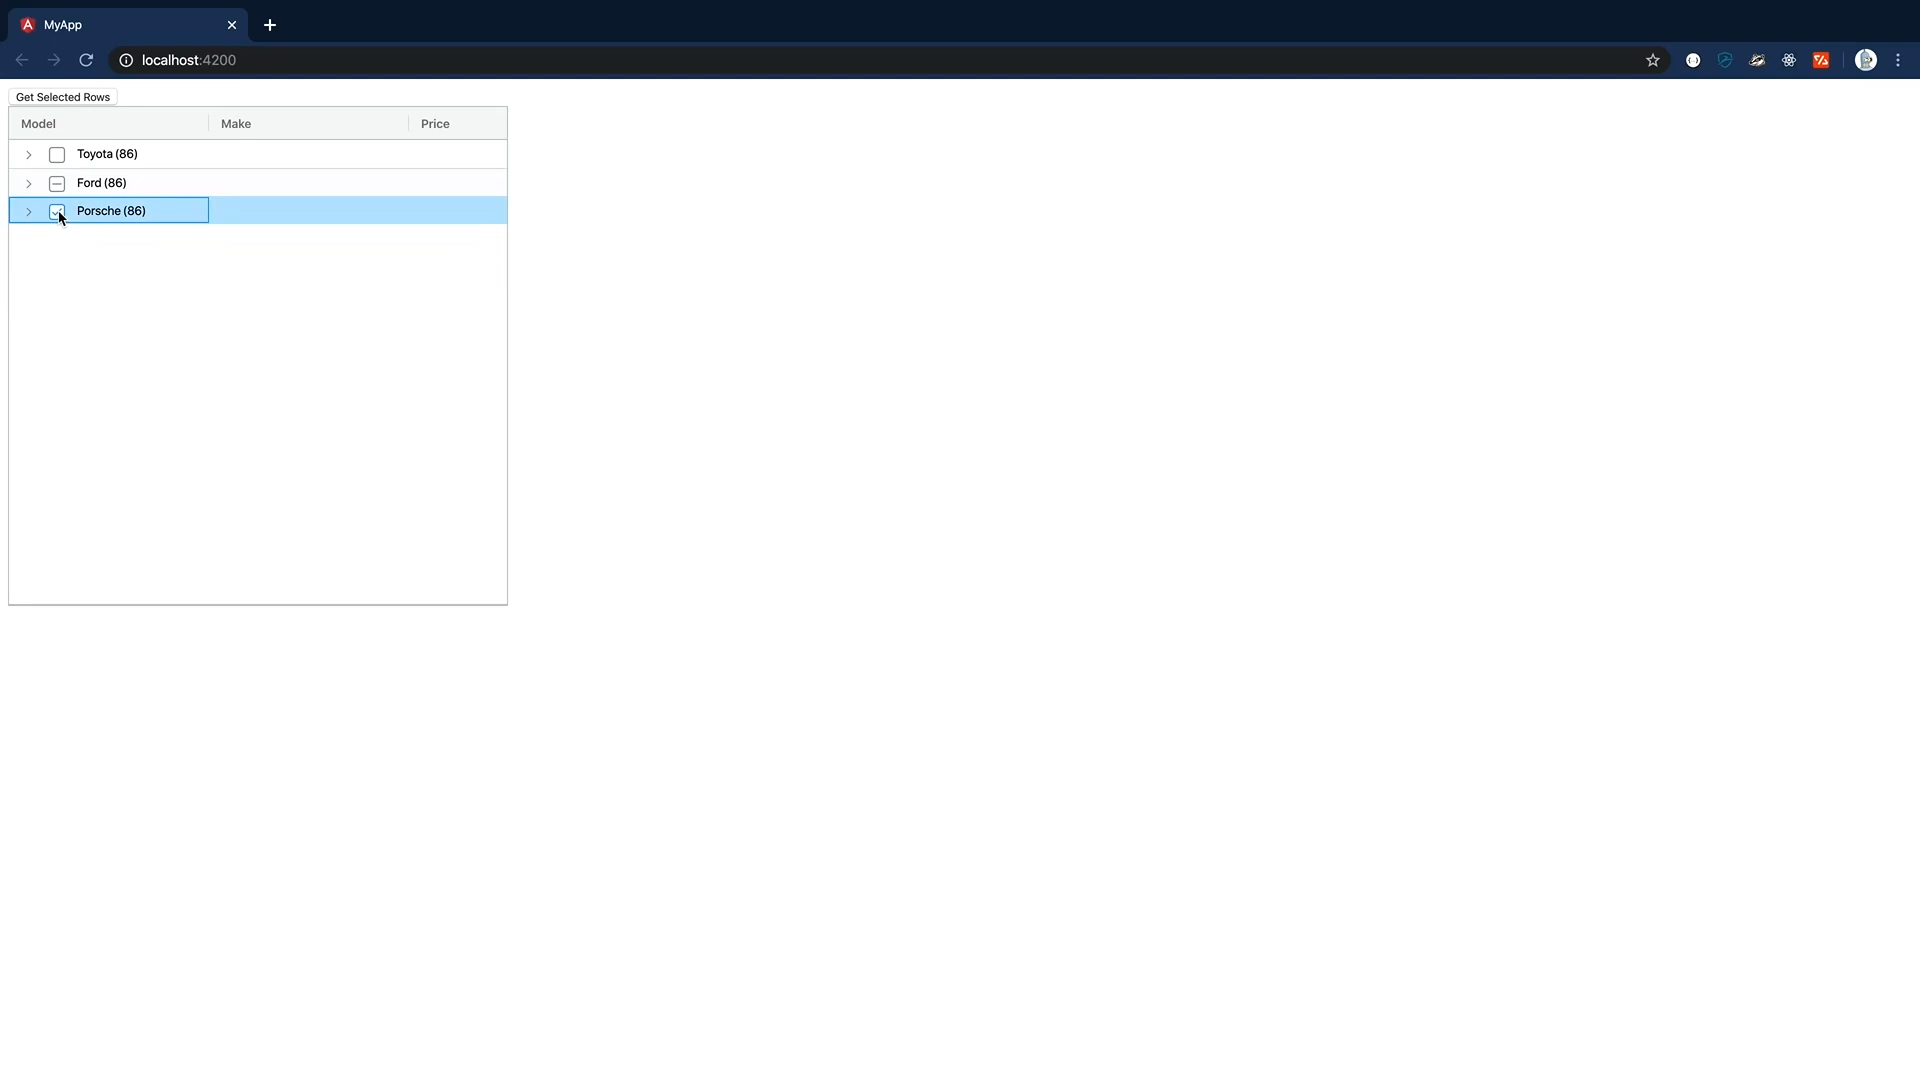 MyApp
localhost:4200
Get Selected Rows
Model Make Price
Toyota (86)
Ford (86)
Porsche (86)